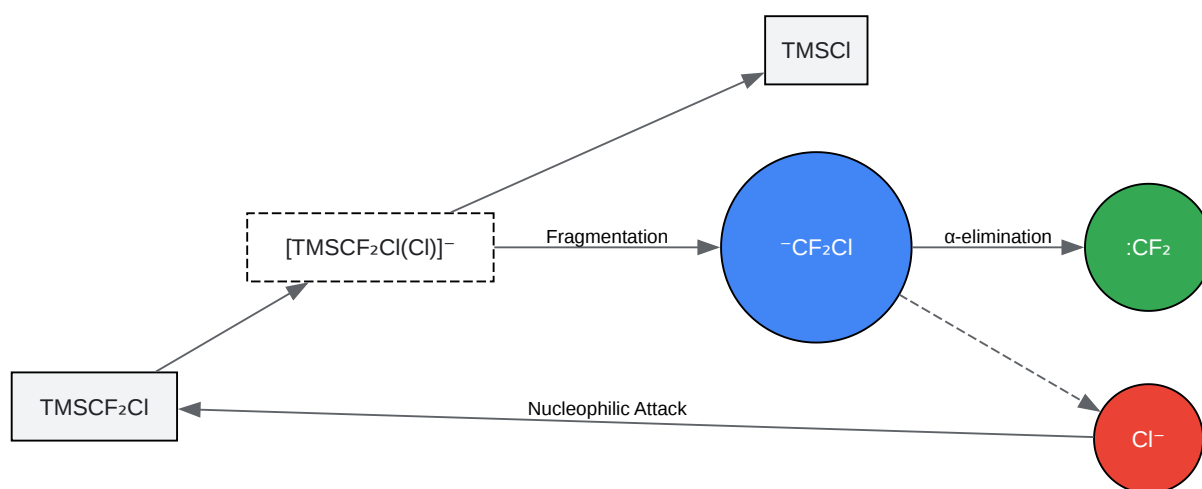 TMSCl
Fragmentation
α-elimination
[TMSCF₂Cl(Cl)]⁻
⁻CF₂Cl
:CF₂
TMSCF₂Cl
Nucleophilic Attack
Cl⁻